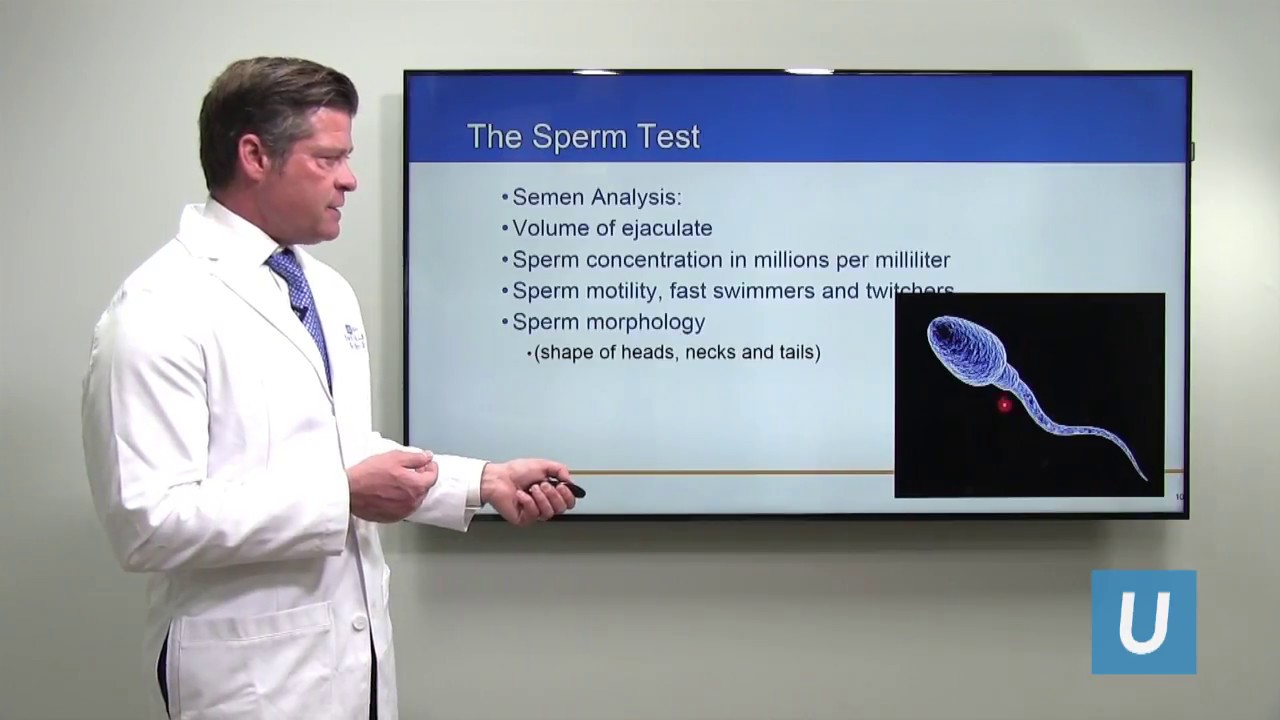 The Sperm Test
•Semen Analysis:
•Volume of ejaculate
•Sperm concentration in millions per milliliter
•Sperm motility, fast swimmers and twitchers
•Sperm morphology
•(shape of heads, necks and tails)
10
U